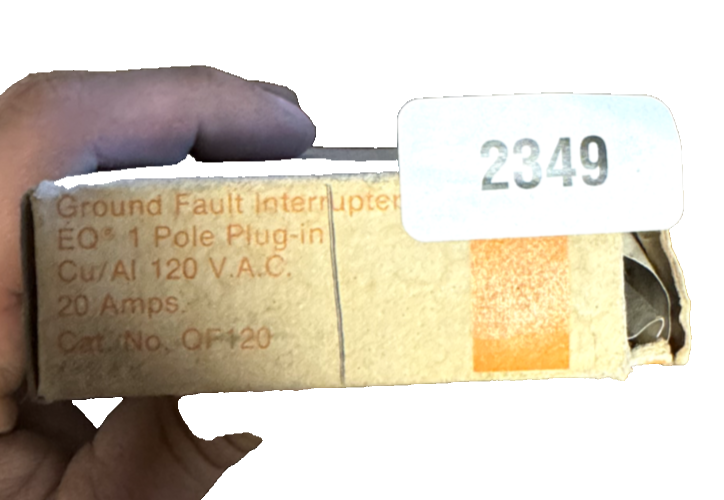 2349
Ground Fault Interrupter
EQ® 1 Pole Plug-in
Cu/Al 120 V.A.C.
20 Amps.
Cat. No. QF120